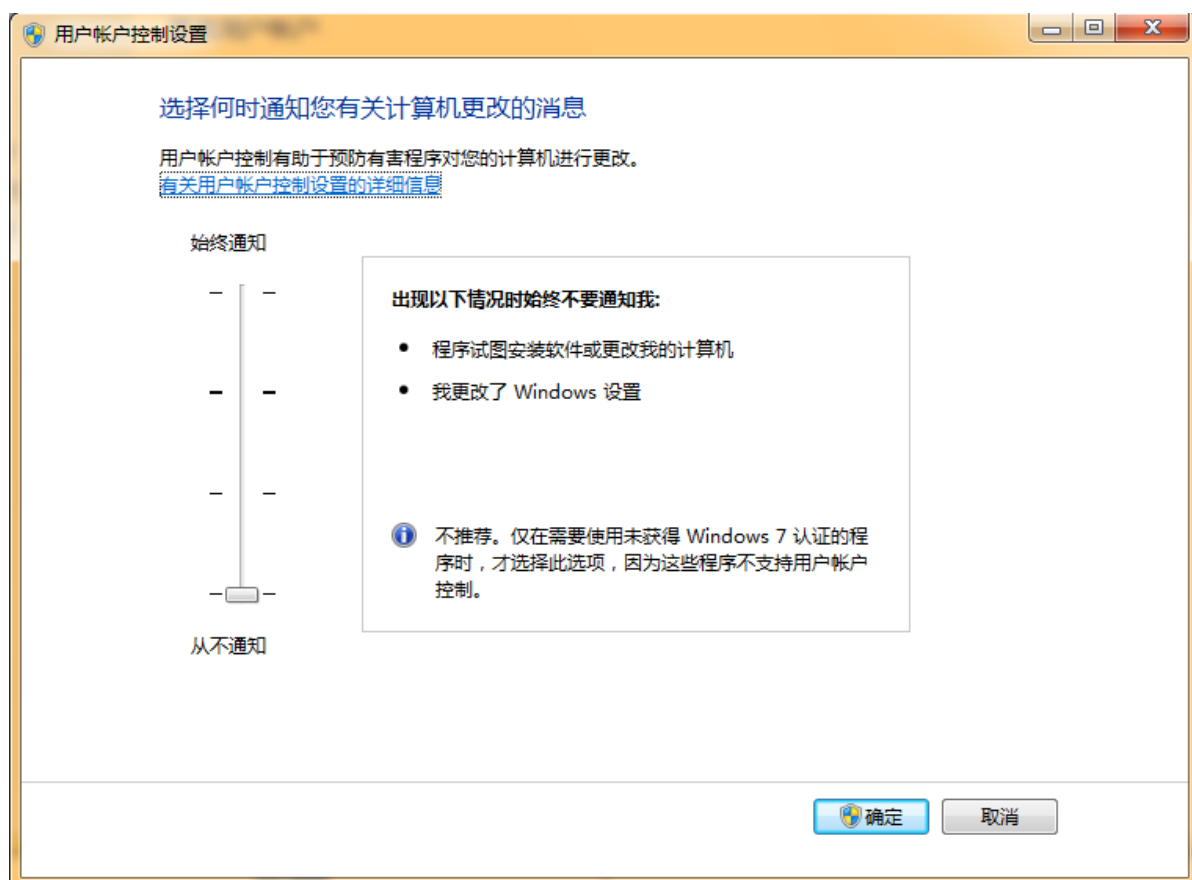 用户帐户控制设置
选择何时通知您有关计算机更改的消息
用户帐户控制有助于预防有害程序对您的计算机进行更改。
有关用户帐户控制设置的详细信息
始终通知
出现以下情况时始终不要通知我:
程序试图安装软件或更改我的计算机
我更改了 Windows 设置
不推荐。仅在需要使用未获得 Windows 7 认证的程
序时，才选择此选项，因为这些程序不支持用户帐户
控制。
从不通知
确定
取消